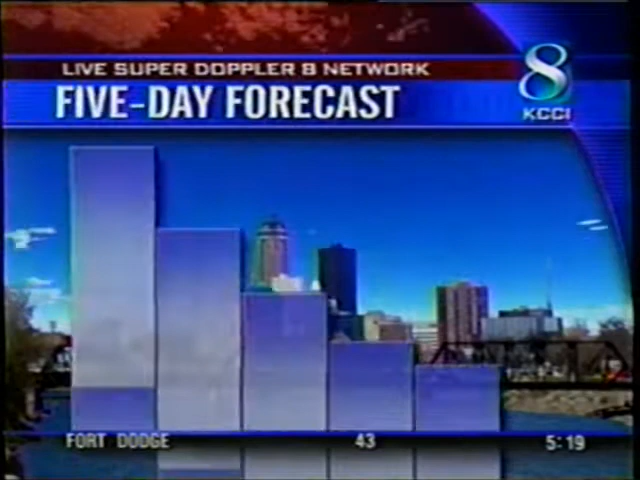 LIVE SUPER DOPPLER 8 NETWORK
8
FIVE-DAY FORECAST
KCCI
FORT DODGE 43 5:19